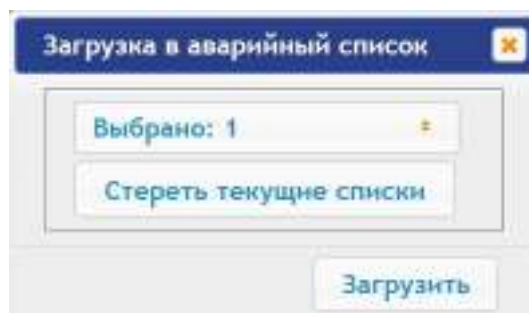 Загрузка в аварийный список
Выбрано: 1
Стереть текущие списки
Загрузить